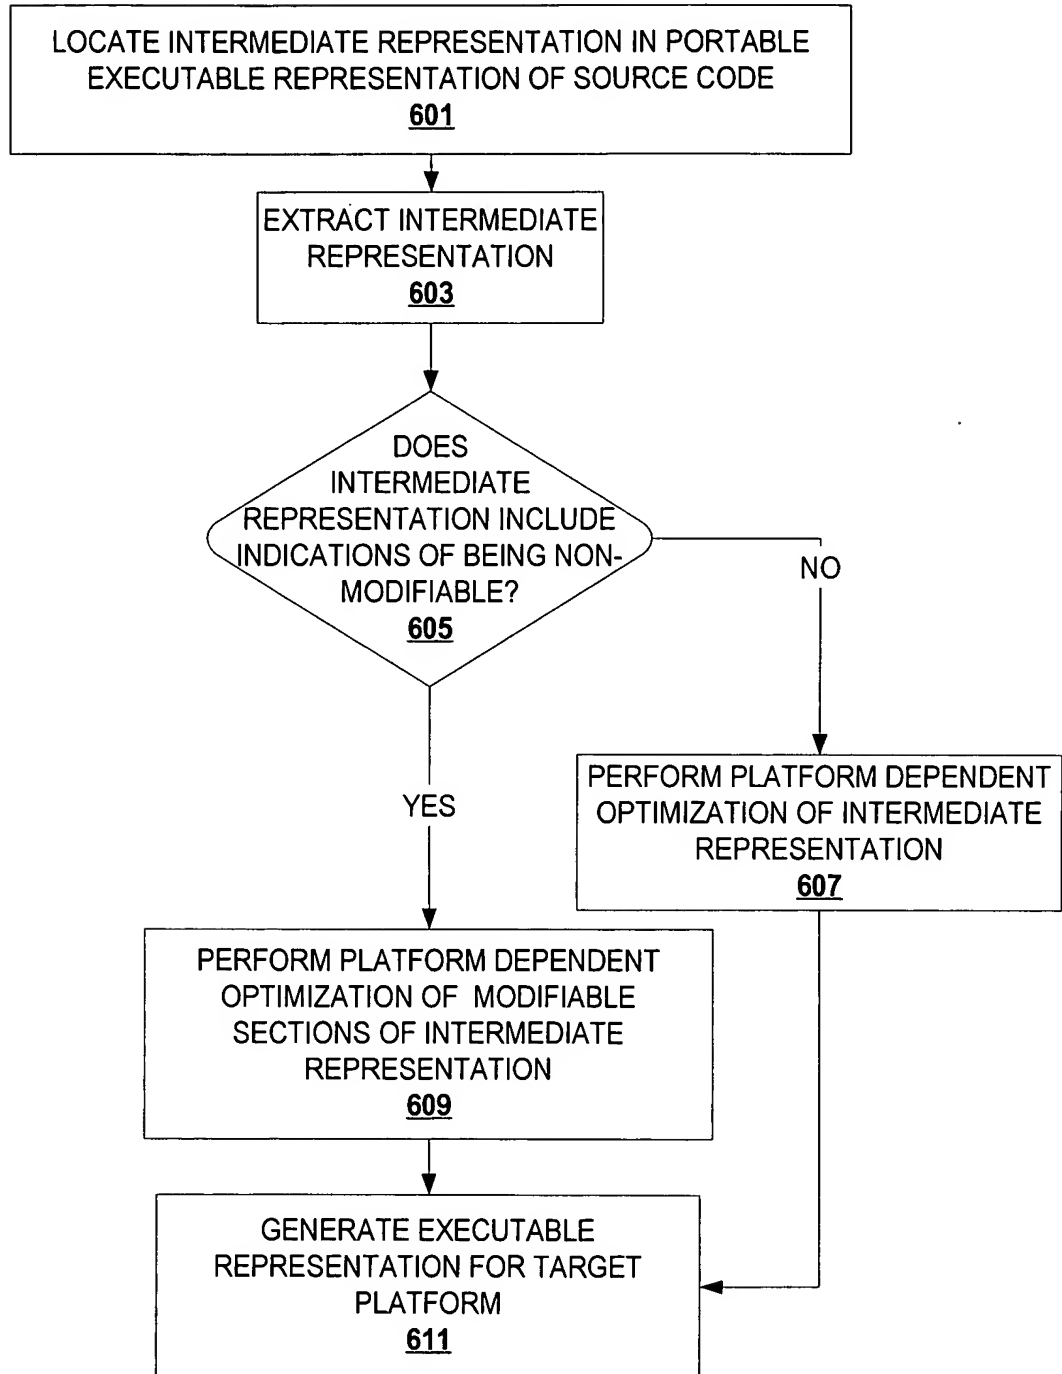 LOCATE INTERMEDIATE REPRESENTATION IN PORTABLE
EXECUTABLE REPRESENTATION OF SOURCE CODE
601
EXTRACT INTERMEDIATE
REPRESENTATION
603
DOES
INTERMEDIATE
REPRESENTATION INCLUDE
INDICATIONS OF BEING NON-
MODIFIABLE?
605
NO
YES
PERFORM PLATFORM DEPENDENT
OPTIMIZATION OF INTERMEDIATE
REPRESENTATION
607
PERFORM PLATFORM DEPENDENT
OPTIMIZATION OF MODIFIABLE
SECTIONS OF INTERMEDIATE
REPRESENTATION
609
GENERATE EXECUTABLE
REPRESENTATION FOR TARGET
PLATFORM
611